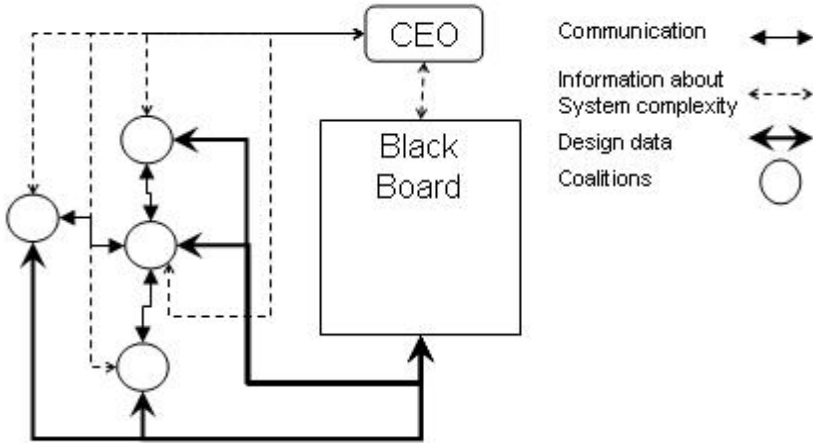 CEO
Black
Board
Communication
Information about
System complexity
Design data
Coalitions